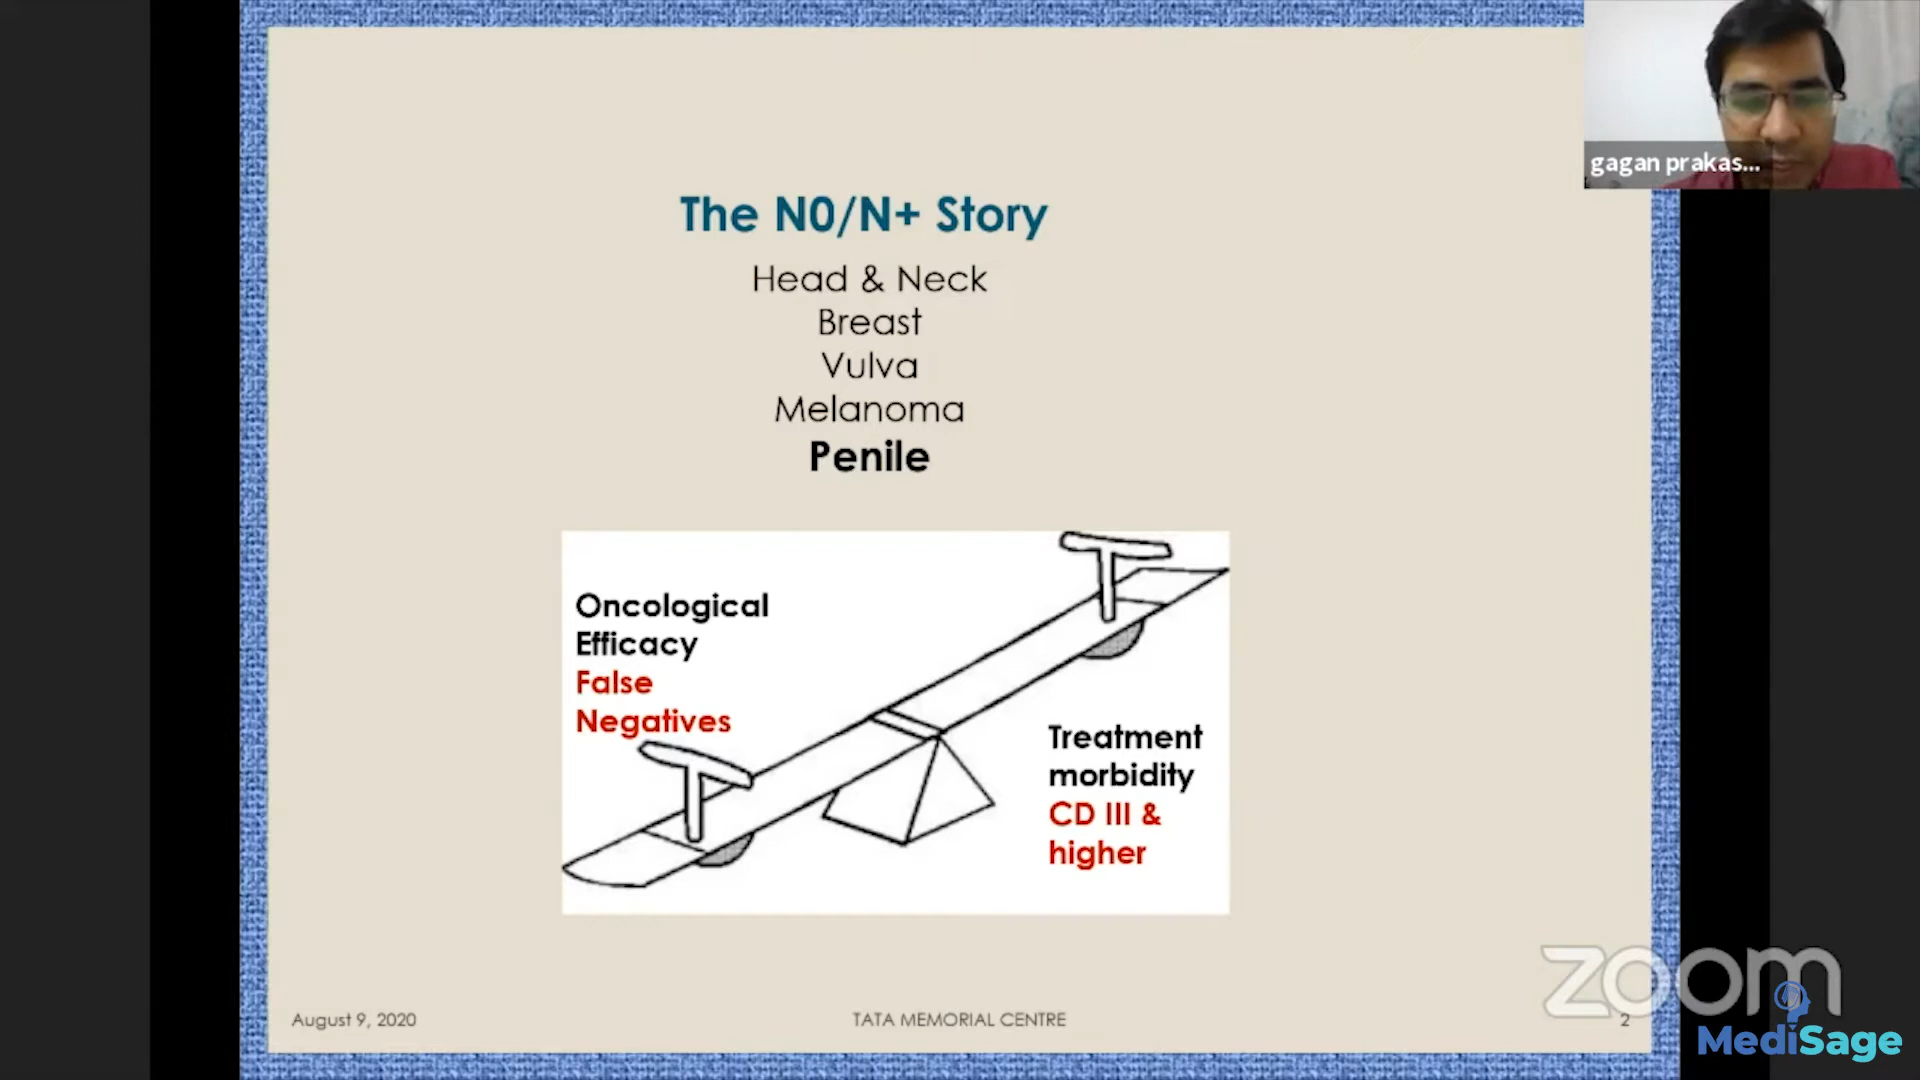 gagan prakas...
The N0/N+ Story
Head & Neck
Breast
Vulva
Melanoma
Penile
Oncological
Efficacy
False
Negatives
Treatment
morbidity
CD III &
higher
August 9, 2020
TATA MEMORIAL CENTRE
2
zoom
MediSage